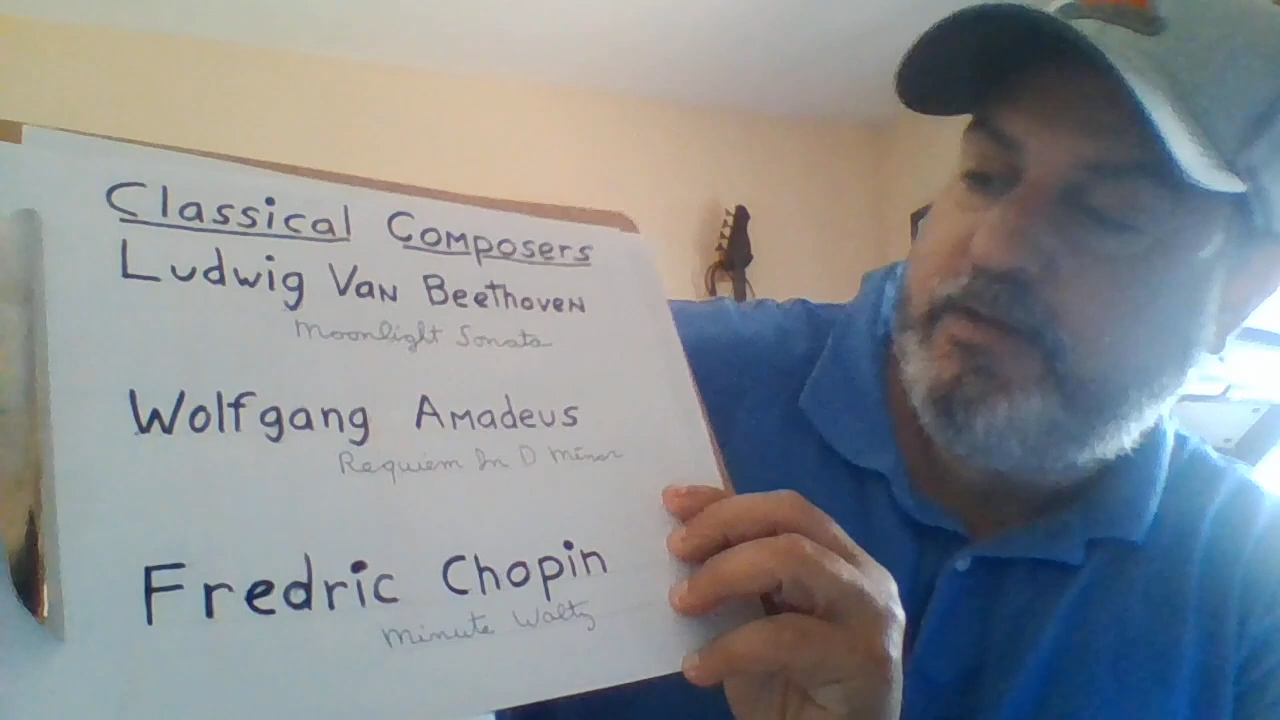 Classical Composers
Ludwig Van Beethoven
Moonlight Sonata
Wolfgang Amadeus
Requiem In D Minor
Fredric Chopin
Minute Waltz